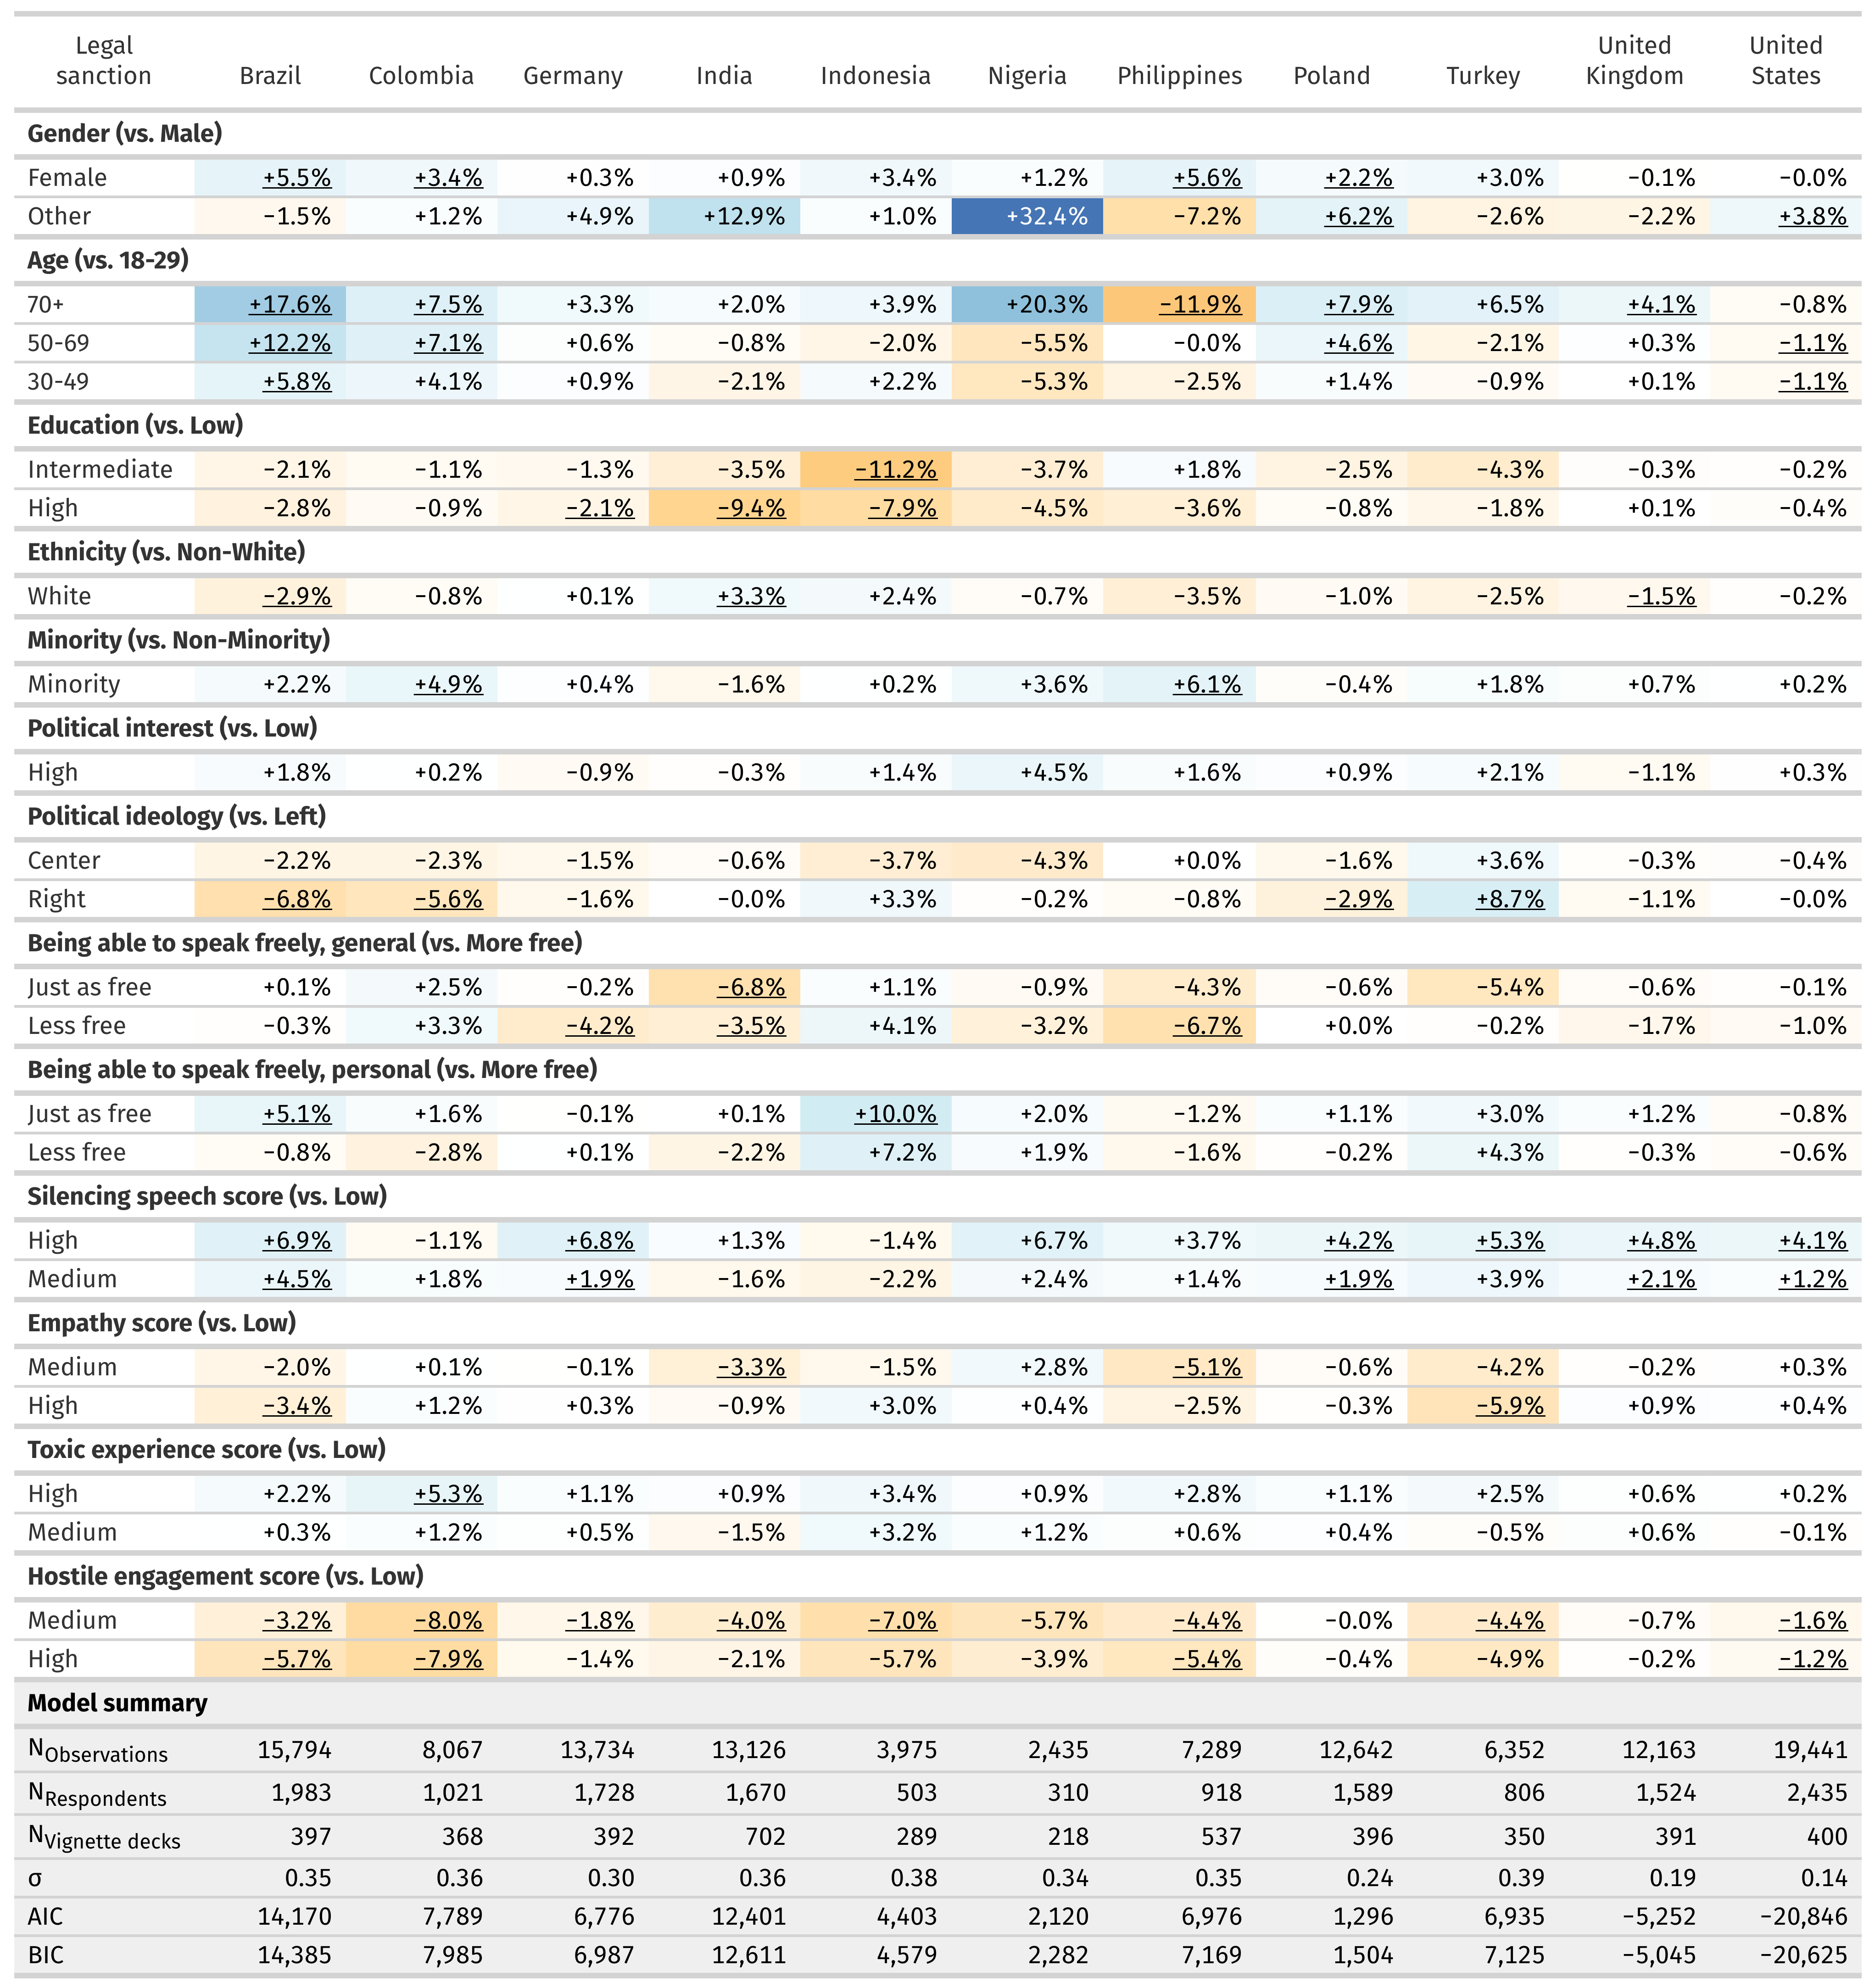 Legal sanction Brazil Colombia Germany India Indonesia Nigeria Philippines Poland Turkey United Kingdom United States
Gender (vs. Male)
Female +5.5% +3.4% +0.3% +0.9% +3.4% +1.2% +5.6% +2.2% +3.0% −0.1% −0.0%
Other −1.5% +1.2% +4.9% +12.9% +1.0% +32.4% −7.2% +6.2% −2.6% −2.2% +3.8%
Age (vs. 18-29)
70+ +17.6% +7.5% +3.3% +2.0% +3.9% +20.3% −11.9% +7.9% +6.5% +4.1% −0.8%
50-69 +12.2% +7.1% +0.6% −0.8% −2.0% −5.5% −0.0% +4.6% −2.1% +0.3% −1.1%
30-49 +5.8% +4.1% +0.9% −2.1% +2.2% −5.3% −2.5% +1.4% −0.9% +0.1% −1.1%
Education (vs. Low)
Intermediate −2.1% −1.1% −1.3% −3.5% −11.2% −3.7% +1.8% −2.5% −4.3% −0.3% −0.2%
High −2.8% −0.9% −2.1% −9.4% −7.9% −4.5% −3.6% −0.8% −1.8% +0.1% −0.4%
Ethnicity (vs. Non-White)
White −2.9% −0.8% +0.1% +3.3% +2.4% −0.7% −3.5% −1.0% −2.5% −1.5% −0.2%
Minority (vs. Non-Minority)
Minority +2.2% +4.9% +0.4% −1.6% +0.2% +3.6% +6.1% −0.4% +1.8% +0.7% +0.2%
Political interest (vs. Low)
High +1.8% +0.2% −0.9% −0.3% +1.4% +4.5% +1.6% +0.9% +2.1% −1.1% +0.3%
Political ideology (vs. Left)
Center −2.2% −2.3% −1.5% −0.6% −3.7% −4.3% +0.0% −1.6% +3.6% −0.3% −0.4%
Right −6.8% −5.6% −1.6% −0.0% +3.3% −0.2% −0.8% −2.9% +8.7% −1.1% −0.0%
Being able to speak freely, general (vs. More free)
Just as free +0.1% +2.5% −0.2% −6.8% +1.1% −0.9% −4.3% −0.6% −5.4% −0.6% −0.1%
Less free −0.3% +3.3% −4.2% −3.5% +4.1% −3.2% −6.7% +0.0% −0.2% −1.7% −1.0%
Being able to speak freely, personal (vs. More free)
Just as free +5.1% +1.6% −0.1% +0.1% +10.0% +2.0% −1.2% +1.1% +3.0% +1.2% −0.8%
Less free −0.8% −2.8% +0.1% −2.2% +7.2% +1.9% −1.6% −0.2% +4.3% −0.3% −0.6%
Silencing speech score (vs. Low)
High +6.9% −1.1% +6.8% +1.3% −1.4% +6.7% +3.7% +4.2% +5.3% +4.8% +4.1%
Medium +4.5% +1.8% +1.9% −1.6% −2.2% +2.4% +1.4% +1.9% +3.9% +2.1% +1.2%
Empathy score (vs. Low)
Medium −2.0% +0.1% −0.1% −3.3% −1.5% +2.8% −5.1% −0.6% −4.2% −0.2% +0.3%
High −3.4% +1.2% +0.3% −0.9% +3.0% +0.4% −2.5% −0.3% −5.9% +0.9% +0.4%
Toxic experience score (vs. Low)
High +2.2% +5.3% +1.1% +0.9% +3.4% +0.9% +2.8% +1.1% +2.5% +0.6% +0.2%
Medium +0.3% +1.2% +0.5% −1.5% +3.2% +1.2% +0.6% +0.4% −0.5% +0.6% −0.1%
Hostile engagement score (vs. Low)
Medium −3.2% −8.0% −1.8% −4.0% −7.0% −5.7% −4.4% −0.0% −4.4% −0.7% −1.6%
High −5.7% −7.9% −1.4% −2.1% −5.7% −3.9% −5.4% −0.4% −4.9% −0.2% −1.2%
Model summary
NObservations 15,794 8,067 13,734 13,126 3,975 2,435 7,289 12,642 6,352 12,163 19,441
NRespondents 1,983 1,021 1,728 1,670 503 310 918 1,589 806 1,524 2,435
NVignette decks 397 368 392 702 289 218 537 396 350 391 400
σ 0.35 0.36 0.30 0.36 0.38 0.34 0.35 0.24 0.39 0.19 0.14
AIC 14,170 7,789 6,776 12,401 4,403 2,120 6,976 1,296 6,935 −5,252 −20,846
BIC 14,385 7,985 6,987 12,611 4,579 2,282 7,169 1,504 7,125 −5,045 −20,625